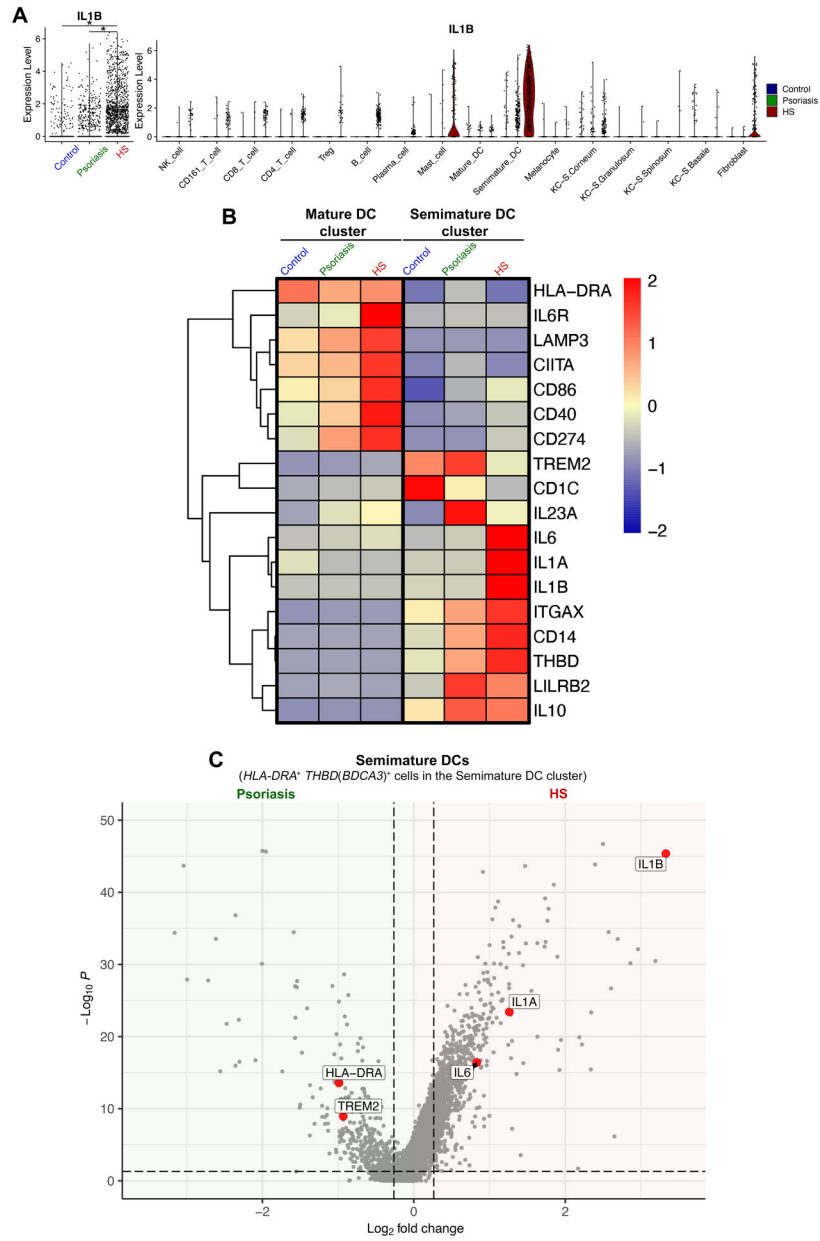 A
IL1B
*
*
Expression Level
6
4
2
0
Control
Psoriasis
HS
IL1B
Expression Level
6
4
2
0
NK_cell
CD161_T_cell
CD8_T_cell
CD4_T_cell
Treg
B_cell
Plasma_cell
Mast_cell
Mature_DC
Semimature_DC
Melanocyte
KC-S.Corneum
KC-S.Granulosum
KC-S.Spinosum
KC-S.Basale
Fibroblast
Control
Psoriasis
HS
B
Mature DC
cluster
Semimature DC
cluster
Control
Psoriasis
HS
Control
Psoriasis
HS
HLA-DRA
IL6R
LAMP3
CIITA
CD86
CD40
CD274
TREM2
CD1C
IL23A
IL6
IL1A
IL1B
ITGAX
CD14
THBD
LILRB2
IL10
2
1
0
-1
-2
C
Semimature DCs
(HLA-DRA+ THBD(BDCA3)+ cells in the Semimature DC cluster)
Psoriasis
HS
50
40
30
20
10
0
-Log10 P
IL1B
IL1A
IL6
HLA-DRA
TREM2
-2
0
2
Log2 fold change